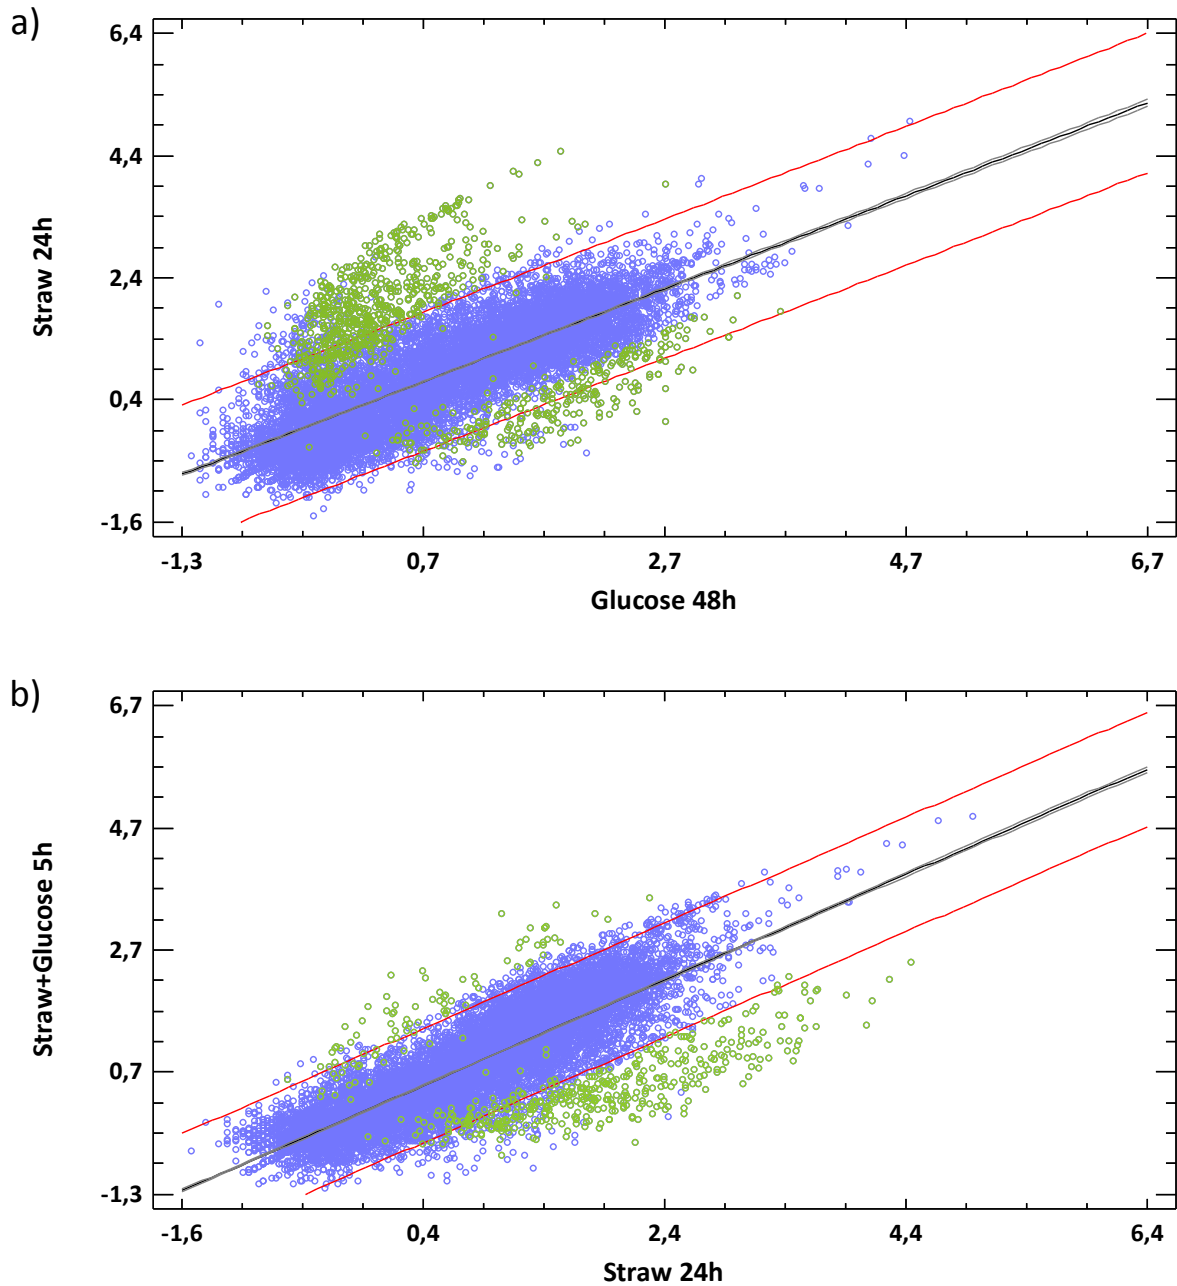 a)
6,4
4,4
2,4
0,4
-1,6
Straw 24h
-1,3 0,7 2,7 4,7 6,7
Glucose 48h
b)
6,7
4,7
2,7
0,7
-1,3
Straw+Glucose 5h
-1,6 0,4 2,4 4,4 6,4
Straw 24h